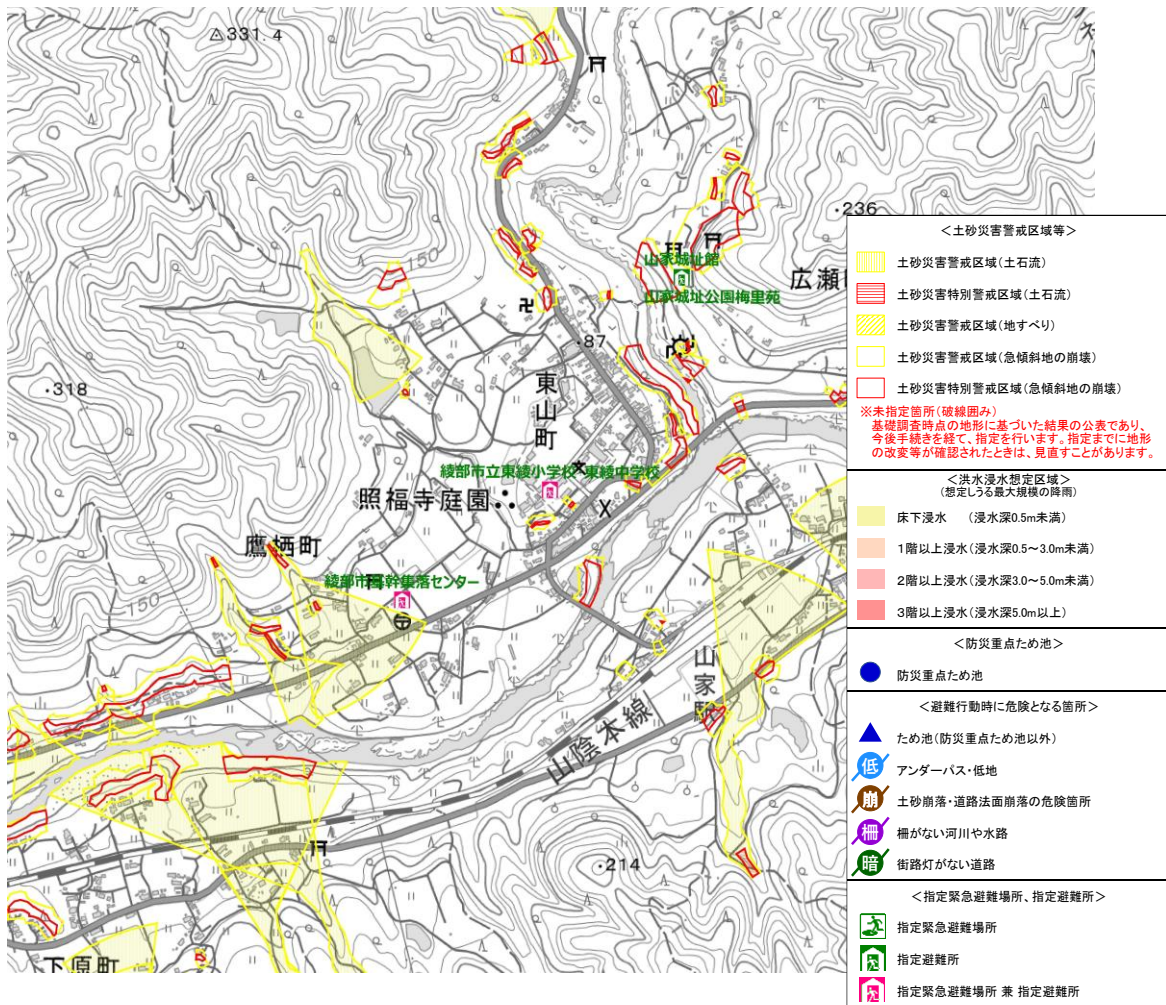 331.4
・236
広瀬
150
山家城址館
山家城址公園梅里苑
・87
・318
東山町
綾部市立東綾小学校・東綾中学校
照福寺庭園
鷹栖町
150
山家駅
山陰本線
・214
下原町
＜土砂災害警戒区域等＞
土砂災害警戒区域（土石流）
土砂災害特別警戒区域（土石流）
土砂災害警戒区域（地すべり）
土砂災害警戒区域（急傾斜地の崩壊）
土砂災害特別警戒区域（急傾斜地の崩壊）
※未指定箇所（破線囲み）
基礎調査時点の地形に基づいた結果の公表であり、
今後手続きを経て、指定を行います。指定までに地形
の改変等が確認されたときは、見直すことがあります。
＜洪水浸水想定区域＞
（想定しうる最大規模の降雨）
床下浸水　（浸水深0.5m未満）
1階以上浸水（浸水深0.5～3.0m未満）
2階以上浸水（浸水深3.0～5.0m未満）
3階以上浸水（浸水深5.0m以上）
＜防災重点ため池＞
防災重点ため池
＜避難行動時に危険となる箇所＞
ため池（防災重点ため池以外）
低 アンダーパス・低地
崩 土砂崩落・道路法面崩落の危険箇所
柵 柵がない河川や水路
暗 街路灯がない道路
＜指定緊急避難場所、指定避難所＞
指定緊急避難場所
指定避難所
指定緊急避難場所 兼 指定避難所